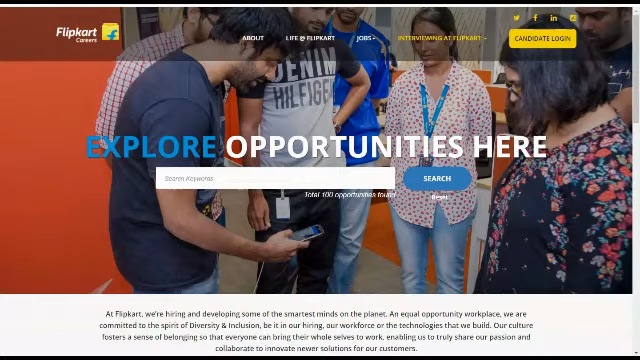 Flipkart
Careers
ABOUT
LIFE @ FLIPKART
JOBS
INTERVIEWING AT FLIPKART
CANDIDATE LOGIN
DENIM
HILFIGER
EXPLORE OPPORTUNITIES HERE
Search Keywords
SEARCH
Total 100 opportunities found
Reset
At Flipkart, we're hiring and developing some of the smartest minds on the planet. An equal opportunity workplace, we are
committed to the spirit of Diversity & Inclusion, be it in our hiring, our workforce or the technologies that we build. Our culture
fosters a sense of belonging so that everyone can bring their whole selves to work, enabling us to truly share our passion and
collaborate to innovate newer solutions for our customers.